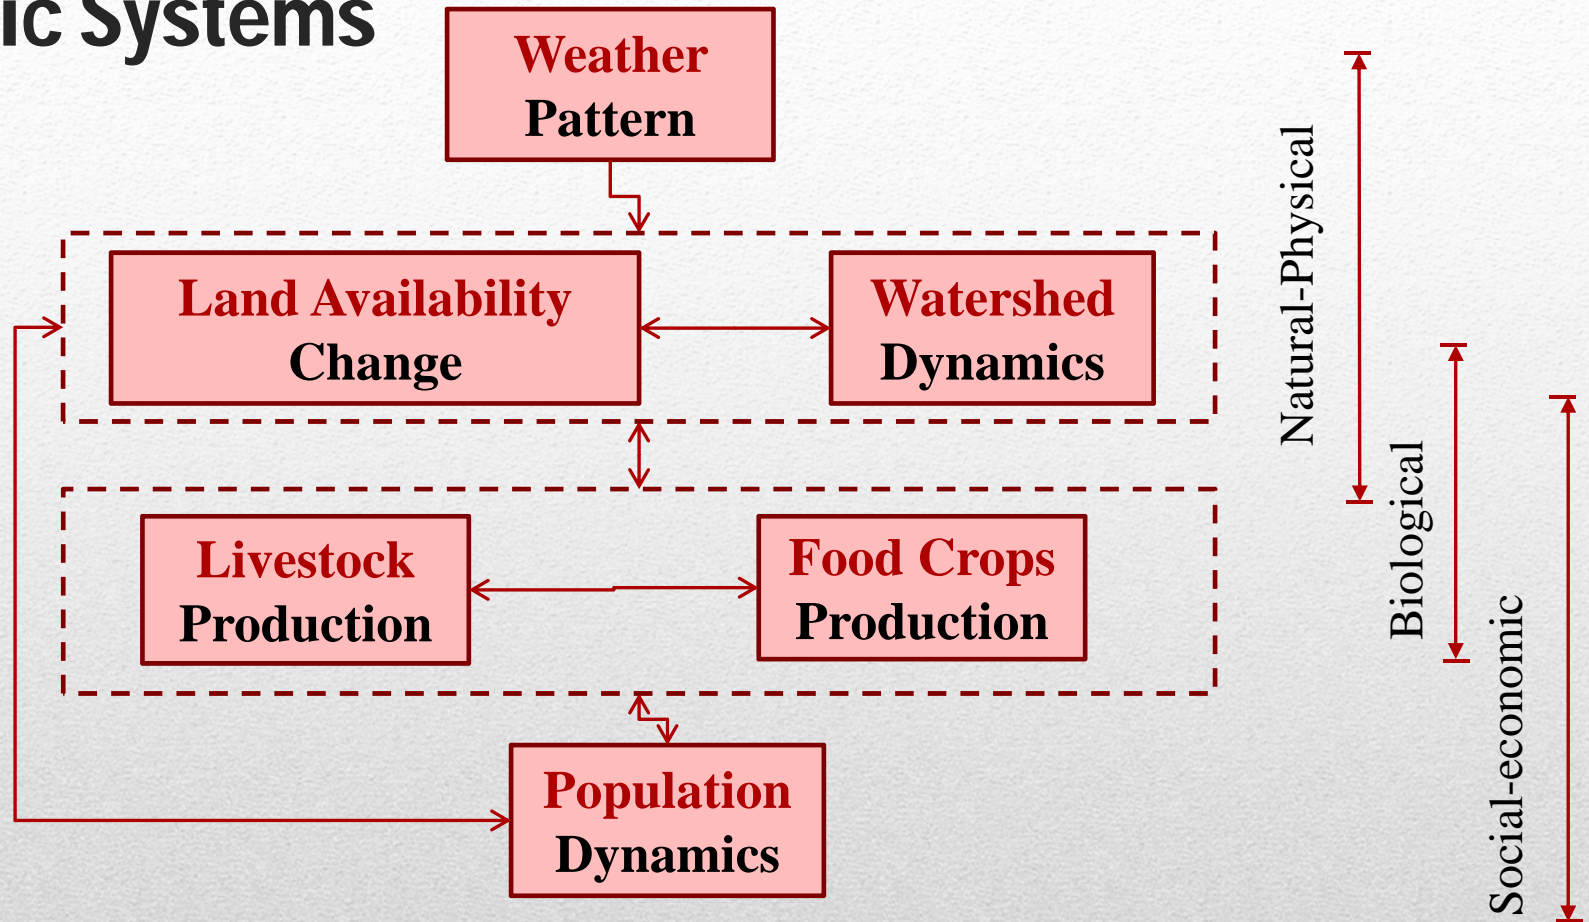 ic Systems
Weather
Pattern
Land Availability
Change
Watershed
Dynamics
Livestock
Production
Food Crops
Production
Population
Dynamics
Natural-Physical
Biological
Social-economic